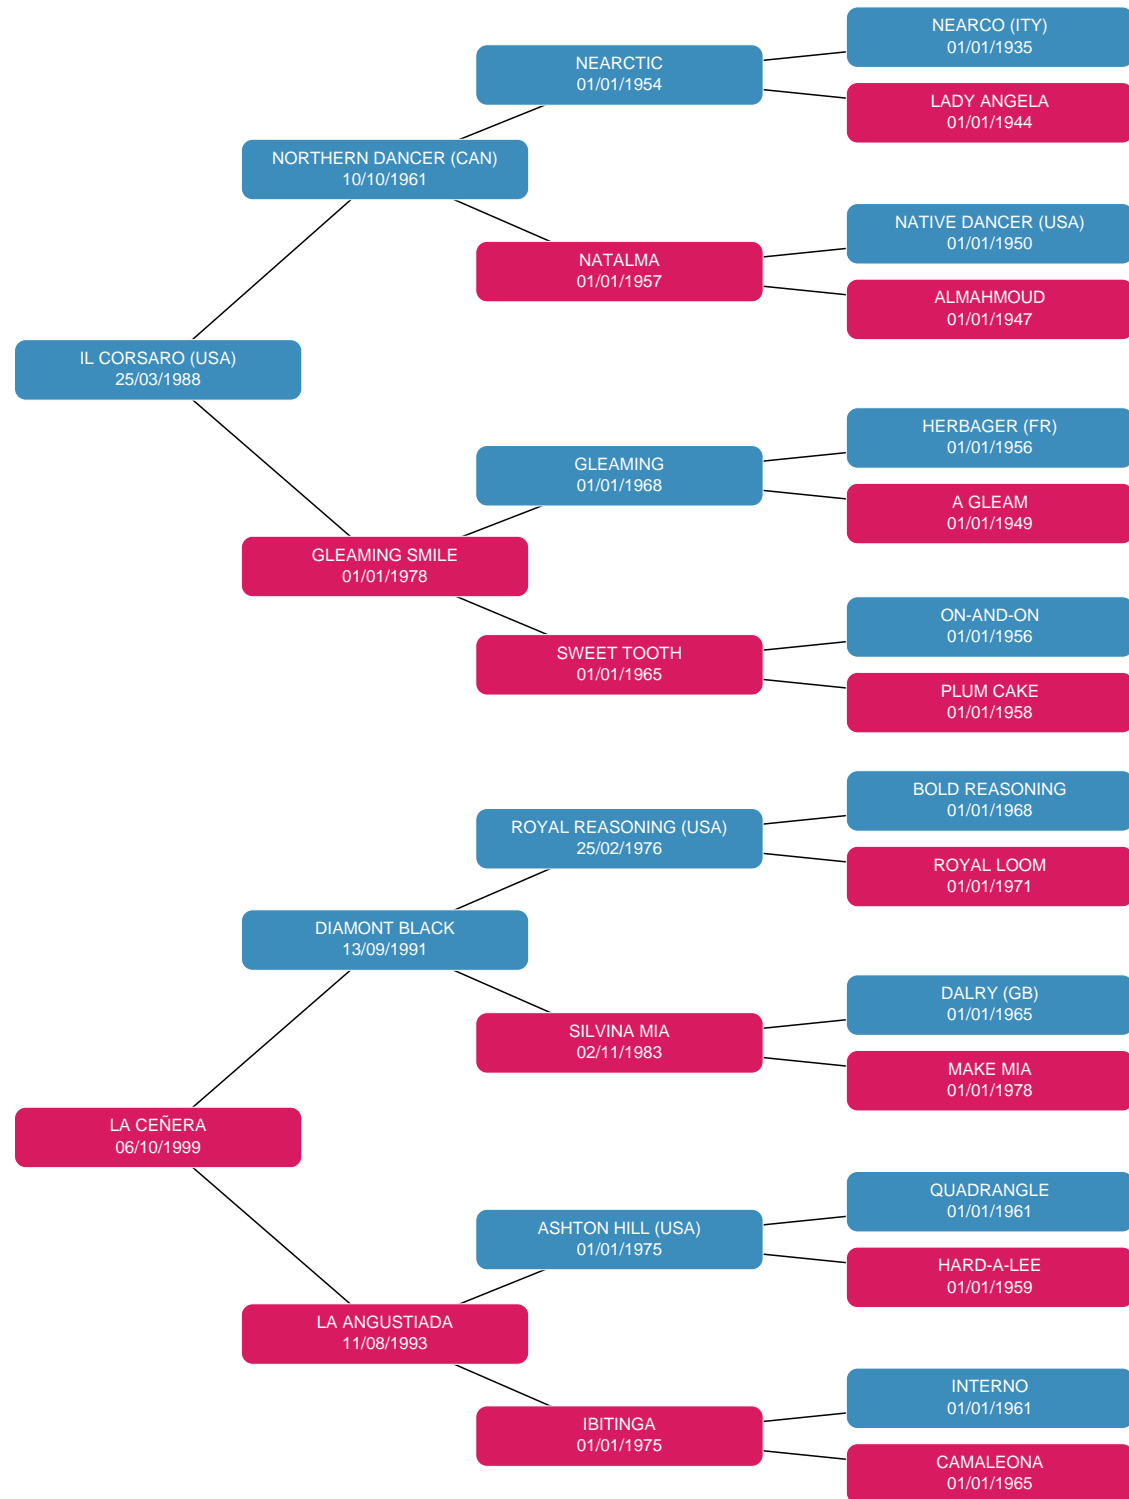 NEARCO (ITY)
01/01/1935
NEARCTIC
01/01/1954
LADY ANGELA
01/01/1944
NORTHERN DANCER (CAN)
10/10/1961
NATIVE DANCER (USA)
01/01/1950
NATALMA
01/01/1957
ALMAHMOUD
01/01/1947
IL CORSARO (USA)
25/03/1988
HERBAGER (FR)
01/01/1956
GLEAMING
01/01/1968
A GLEAM
01/01/1949
GLEAMING SMILE
01/01/1978
ON-AND-ON
01/01/1956
SWEET TOOTH
01/01/1965
PLUM CAKE
01/01/1958
BOLD REASONING
01/01/1968
ROYAL REASONING (USA)
25/02/1976
ROYAL LOOM
01/01/1971
DIAMONT BLACK
13/09/1991
DALRY (GB)
01/01/1965
SILVINA MIA
02/11/1983
MAKE MIA
01/01/1978
LA CEÑERA
06/10/1999
QUADRANGLE
01/01/1961
ASHTON HILL (USA)
01/01/1975
HARD-A-LEE
01/01/1959
LA ANGUSTIADA
11/08/1993
INTERNO
01/01/1961
IBITINGA
01/01/1975
CAMALEONA
01/01/1965